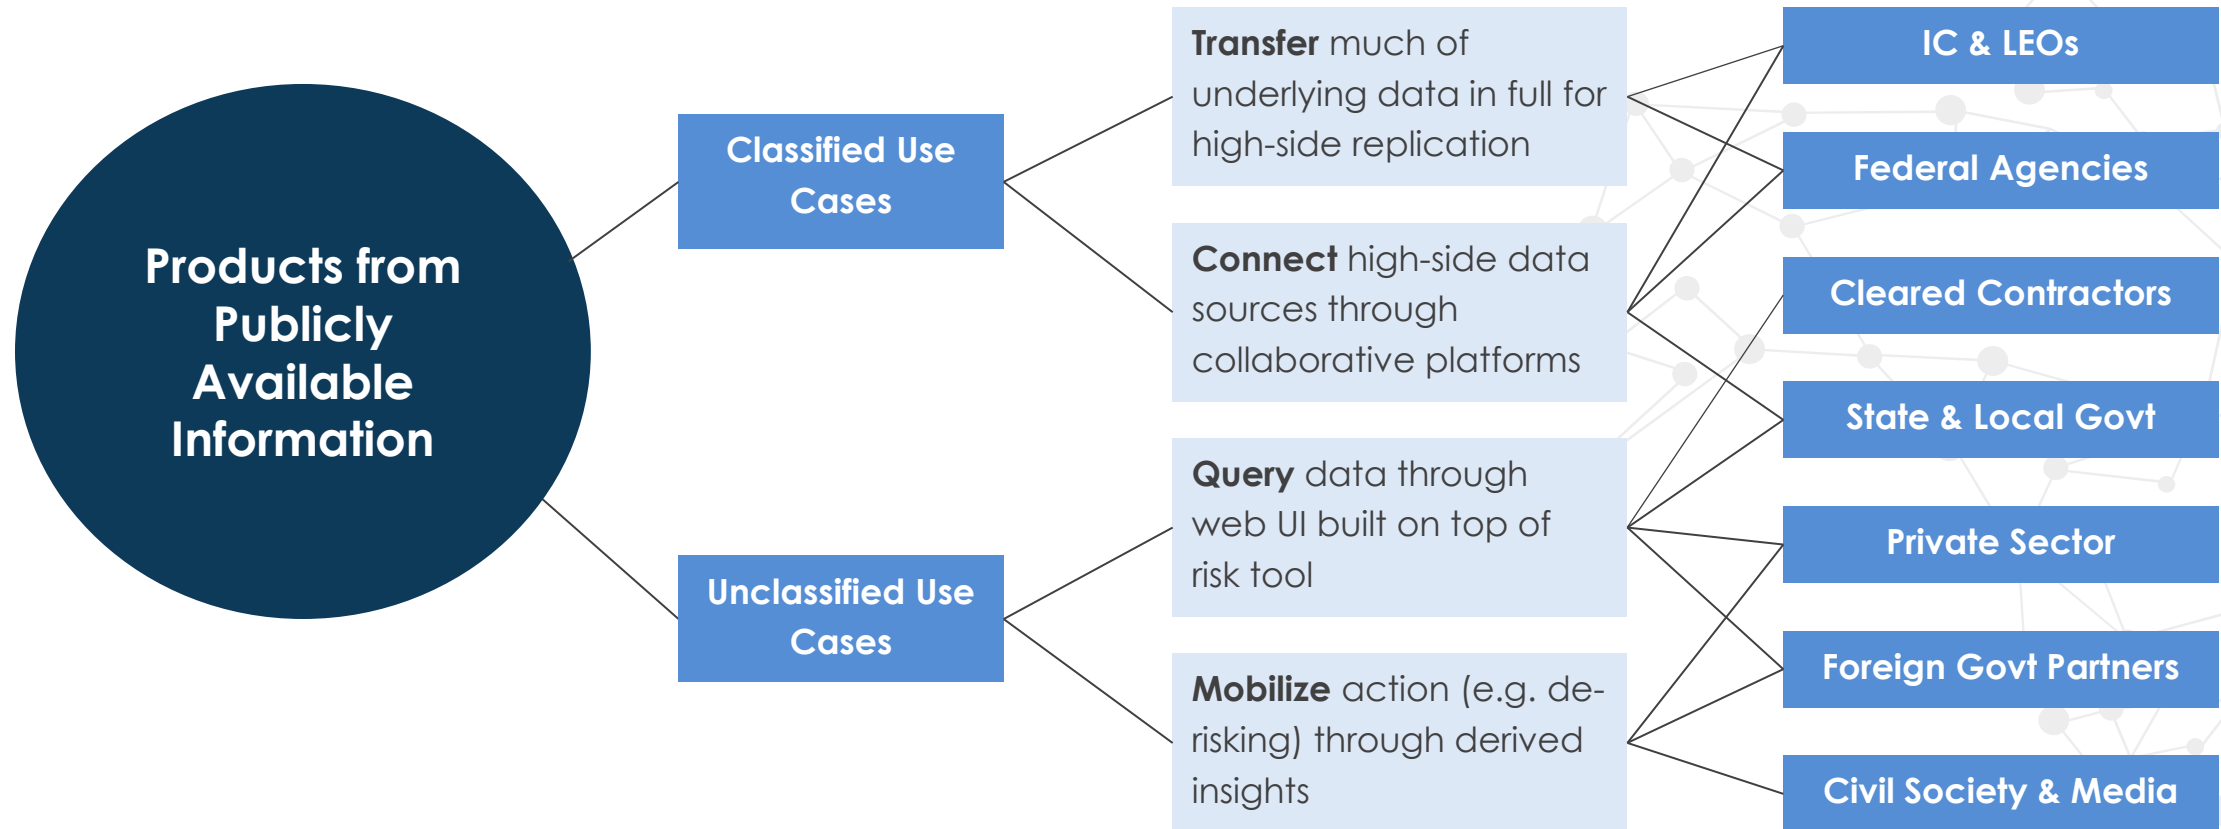 Products from
Publicly
Available
Information
Classified Use
Cases
Unclassified Use
Cases
Transfer much of
underlying data in full for
high-side replication
Connect high-side data
sources through
collaborative platforms
Query data through
web UI built on top of
risk tool
Mobilize action (e.g. de-
risking) through derived
insights
IC & LEOs
Federal Agencies
Cleared Contractors
State & Local Govt
Private Sector
Foreign Govt Partners
Civil Society & Media